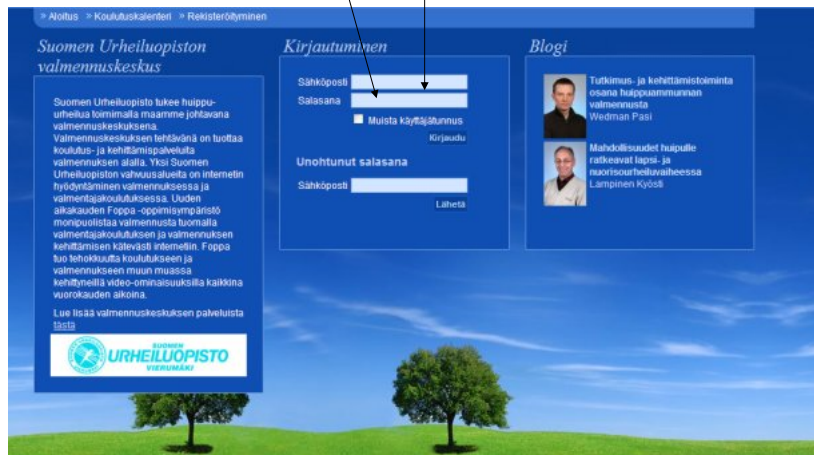 » Aloitus » Koulutuskalenteri » Rekisteröityminen
Suomen Urheiluopiston
valmennuskeskus
Suomen Urheiluopisto tukee huippu-
urheilua toimimalla maamme johtavana
valmennuskeskuksena.
Valmennuskeskuksen tehtävänä on tuottaa
koulutus- ja kehittämispalveluita
valmennuksen alalla. Yksi Suomen
Urheiluopiston vahvuusalueita on internetin
hyödyntäminen valmennuksessa ja
valmentajakoulutuksessa. Uuden
aikakauden Foppa -oppimisympäristö
monipuolistaa valmennusta tuomalla
valmentajakoulutuksen ja valmennuksen
kehittämisen kätevästi internetiin. Foppa
tuo tehokkuutta koulutukseen ja
valmennukseen muun muassa
kehittyneillä video-ominaisuuksilla kaikkina
vuorokauden aikoina.
Lue lisää valmennuskeskuksen palveluista
tästä
SUOMEN
URHEILUOPISTO
VIERUMÄKI
Kirjautuminen
Sähköposti
Salasana
Muista käyttäjätunnus
Kirjaudu
Unohtunut salasana
Sähköposti
Lähetä
Blogi
Tutkimus- ja kehittämistoiminta
osana huippuammunnan
valmennusta
Wedman Pasi
Mahdollisuudet huipulle
ratkeavat lapsi- ja
nuorisourheiluvaiheessa
Lampinen Kyösti